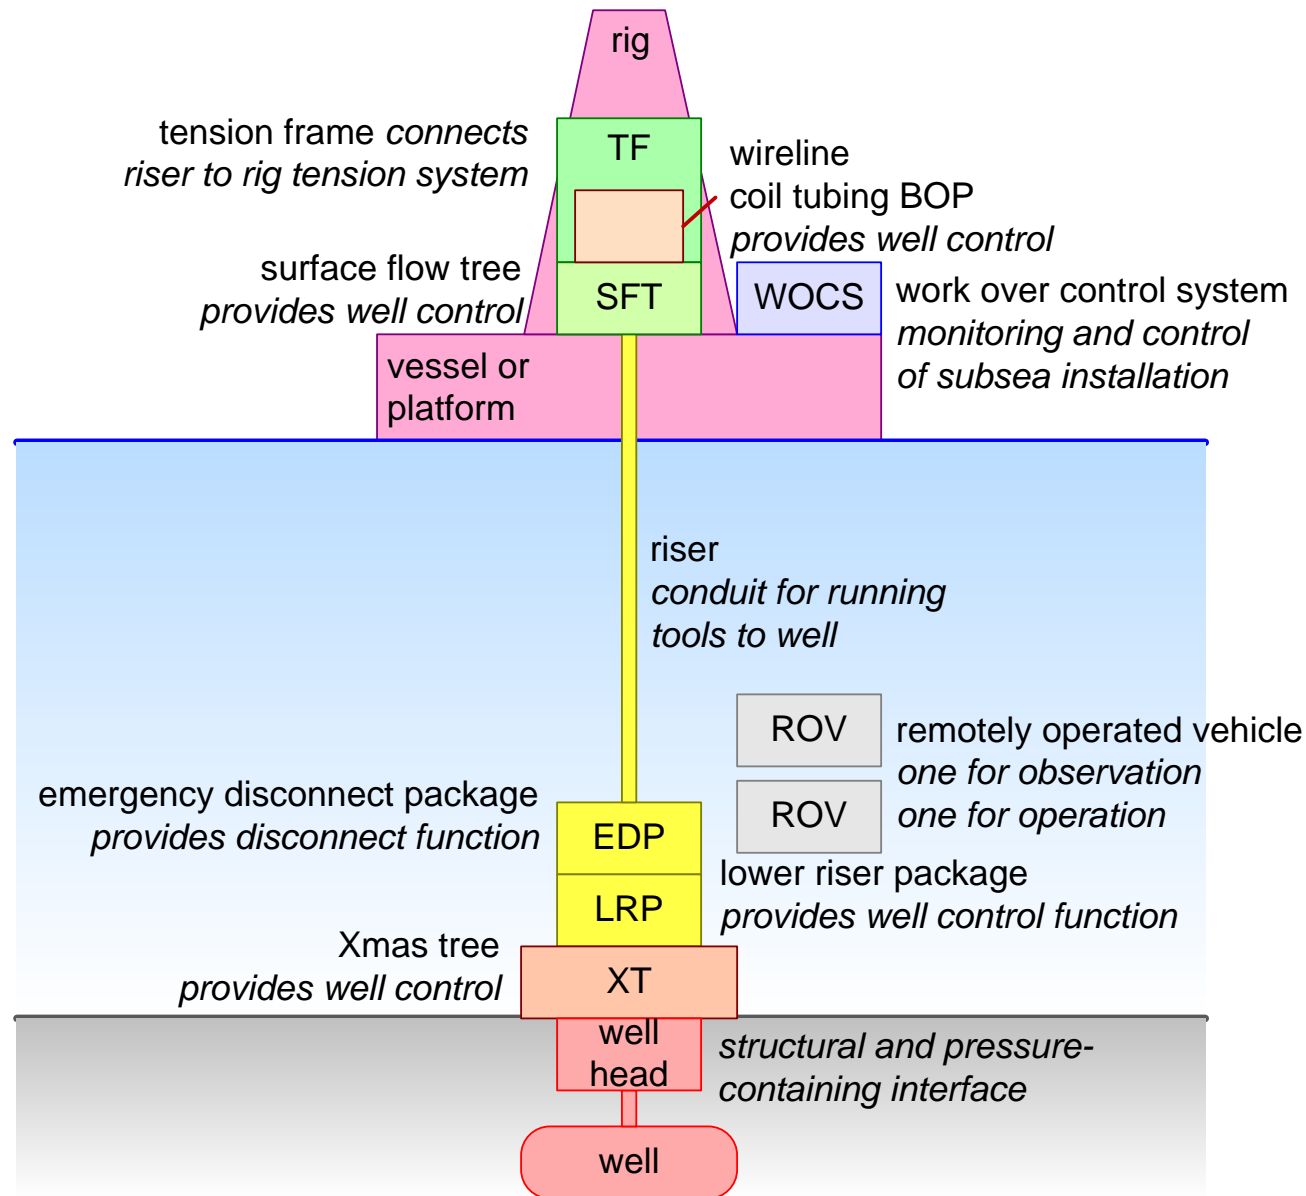 rig
tension frame connects
riser to rig tension system
TF
wireline
coil tubing BOP
provides well control
surface flow tree
provides well control
SFT
WOCS
work over control system
monitoring and control
of subsea installation
vessel or
platform
riser
conduit for running
tools to well
ROV
remotely operated vehicle
one for observation
ROV
one for operation
emergency disconnect package
provides disconnect function
EDP
lower riser package
provides well control function
LRP
Xmas tree
provides well control
XT
well
head
structural and pressure-
containing interface
well